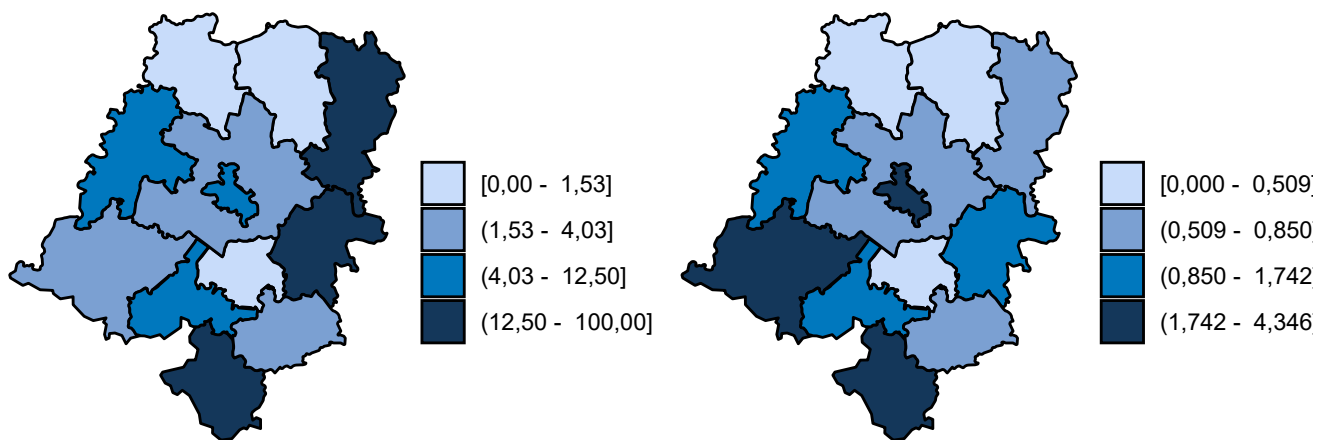 [0,00 - 1,53]
(1,53 - 4,03]
(4,03 - 12,50]
(12,50 - 100,00]
[0,000 - 0,509]
(0,509 - 0,850]
(0,850 - 1,742]
(1,742 - 4,346]